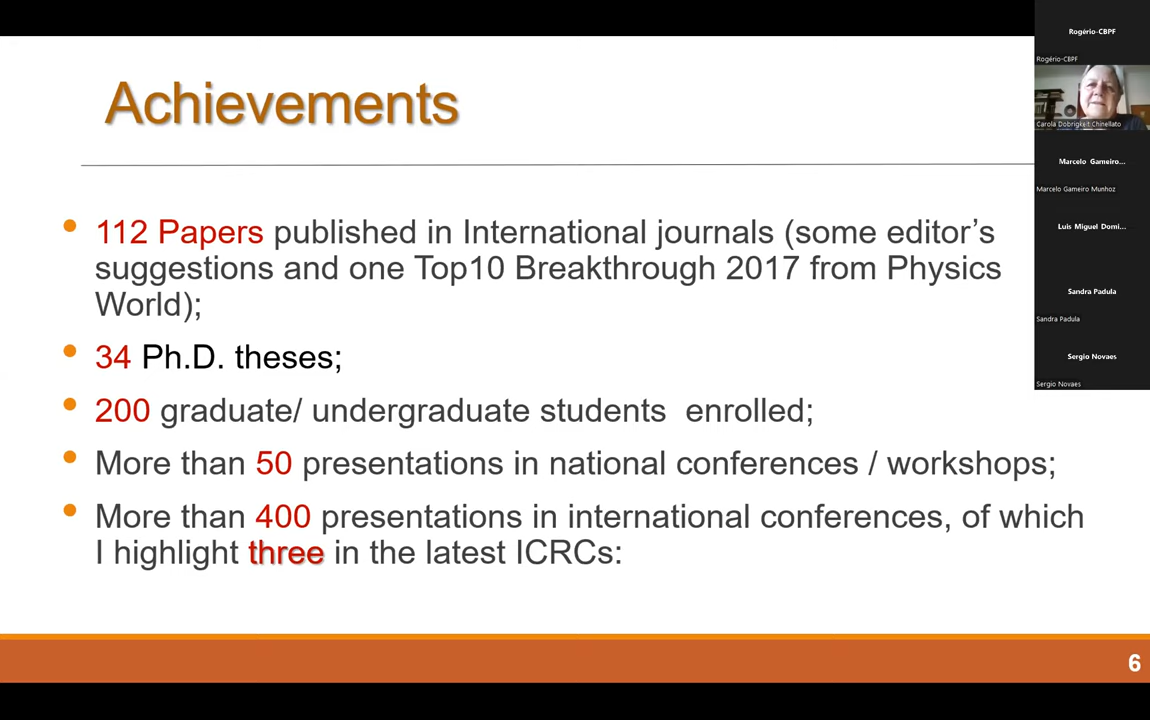 Achievements
112 Papers published in International journals (some editor’s
suggestions and one Top10 Breakthrough 2017 from Physics
World);
34 Ph.D. theses;
200 graduate/ undergraduate students enrolled;
More than 50 presentations in national conferences / workshops;
More than 400 presentations in international conferences, of which
I highlight three in the latest ICRCs:
6
Rogério-CBPF
Rogério-CBPF
Carola Dobrigkeit Chinellato
Marcelo Gameiro...
Marcelo Gameiro Munhoz
Luis Miguel Domi...
Sandra Padula
Sandra Padula
Sergio Novaes
Sergio Novaes